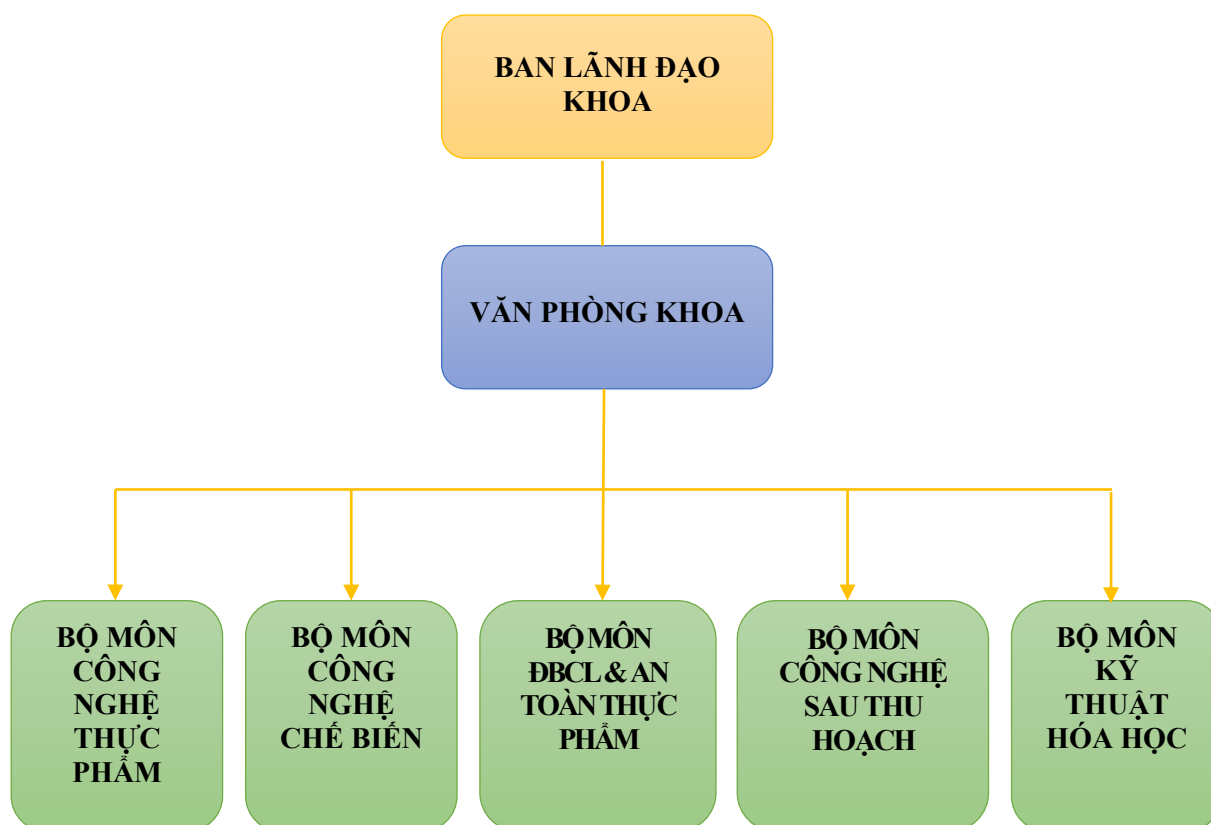 BAN LÃNH ĐẠO
KHOA
VĂN PHÒNG KHOA
BỘ MÔN
CÔNG
NGHỆ
THỰC
PHẨM
BỘ MÔN
CÔNG
NGHỆ
CHẾ BIẾN
BỘ MÔN
ĐBCL & AN
TOÀN THỰC
PHẨM
BỘ MÔN
CÔNG NGHỆ
SAU THU
HOẠCH
BỘ MÔN
KỸ
THUẬT
HÓA HỌC